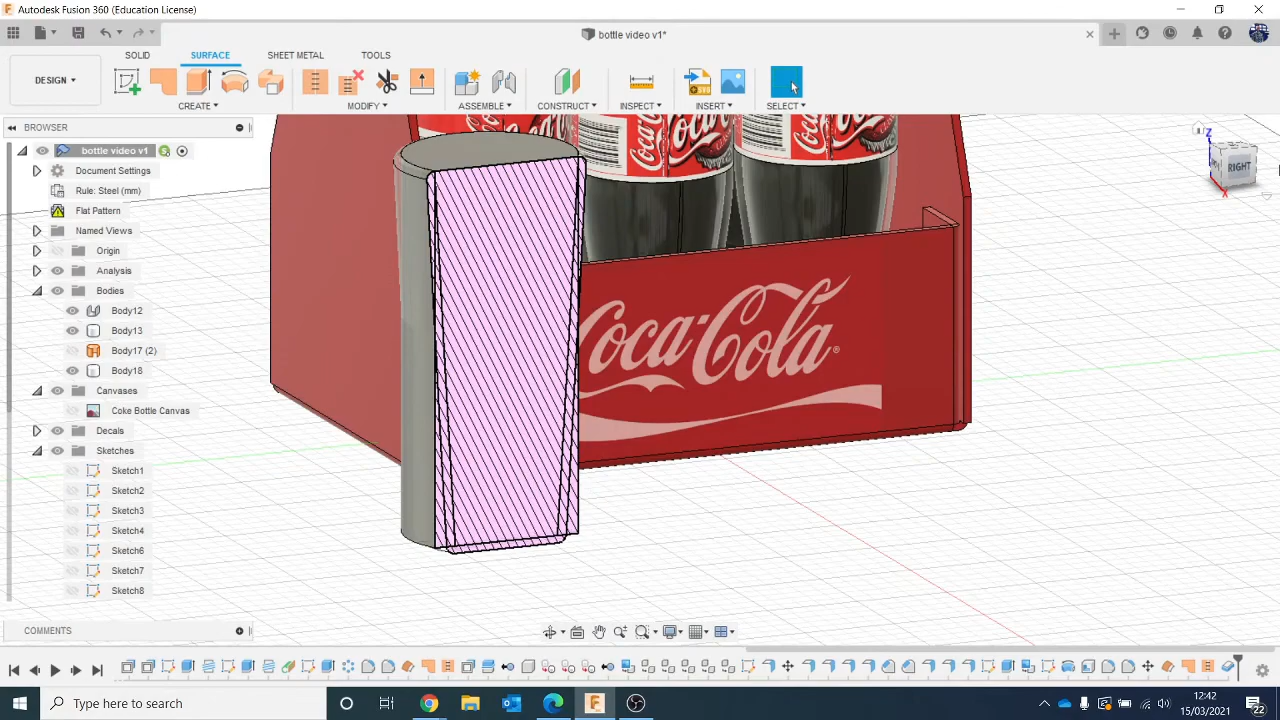 Autodesk Fusion 360 (Education License)
bottle video v1*
SOLID
SURFACE
SHEET METAL
TOOLS
DESIGN
CREATE
MODIFY
ASSEMBLE
CONSTRUCT
INSPECT
INSERT
SELECT
BROWSER
bottle video v1
Document Settings
Rule: Steel (mm)
Flat Pattern
Named Views
Origin
Analysis
Bodies
Body12
Body13
Body17 (2)
Body18
Canvases
Coke Bottle Canvas
Decals
Sketches
Sketch1
Sketch2
Sketch3
Sketch4
Sketch6
Sketch7
Sketch8
Coca-Cola®
Z
RIGHT
X
COMMENTS
Type here to search
12:42
15/03/2021
22